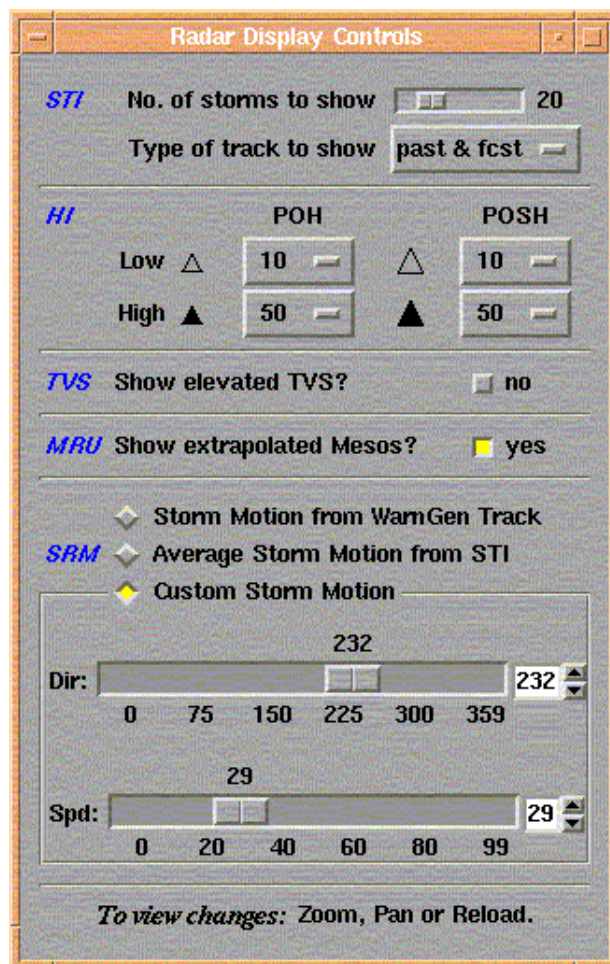 Radar Display Controls
STI No. of storms to show 20
Type of track to show past & fcst
HI POH POSH
Low 10 10
High 50 50
TVS Show elevated TVS? no
MRU Show extrapolated Mesos? yes
Storm Motion from WarnGen Track
SRM Average Storm Motion from STI
Custom Storm Motion
232
Dir: 232
0 75 150 225 300 359
29
Spd: 29
0 20 40 60 80 99
To view changes: Zoom, Pan or Reload.